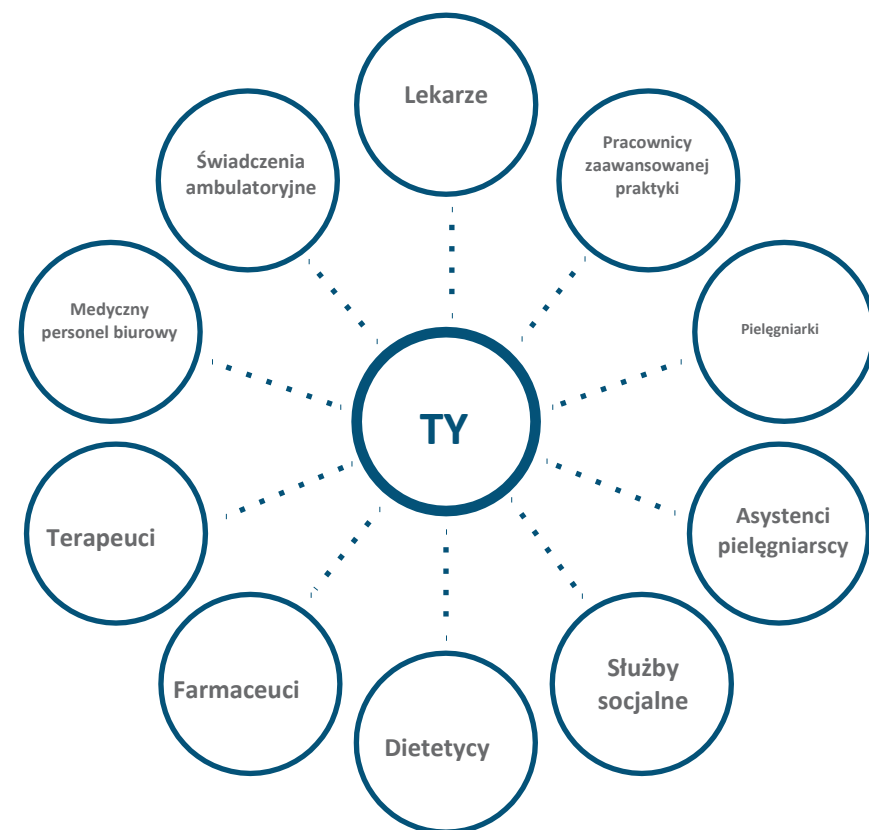 Lekarze
Pracownicy
zaawansowanej
praktyki
Świadczenia
ambulatoryjne
Medyczny
personel biurowy
Pielęgniarki
TY
Terapeuci
Asystenci
pielęgniarscy
Farmaceuci
Służby
socjalne
Dietetycy